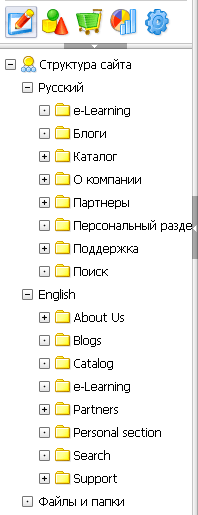 Структура сайта
Русский
e-Learning
Блоги
Каталог
О компании
Партнеры
Персональный разде
Поддержка
Поиск
English
About Us
Blogs
Catalog
e-Learning
Partners
Personal section
Search
Support
Файлы и папки